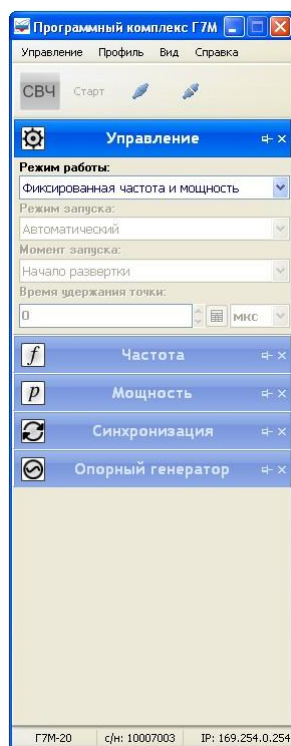 Программный комплекс Г7М
Управление Профиль Вид Справка
СВЧ Старт
Управление
Режим работы:
Фиксированная частота и мощность
Режим запуска:
Автоматический
Момент запуска:
Начало развертки
Время удержания точки:
0 мкс
f Частота
p Мощность
Синхронизация
Опорный генератор
Г7М-20 с/н: 10007003 IP: 169.254.0.254